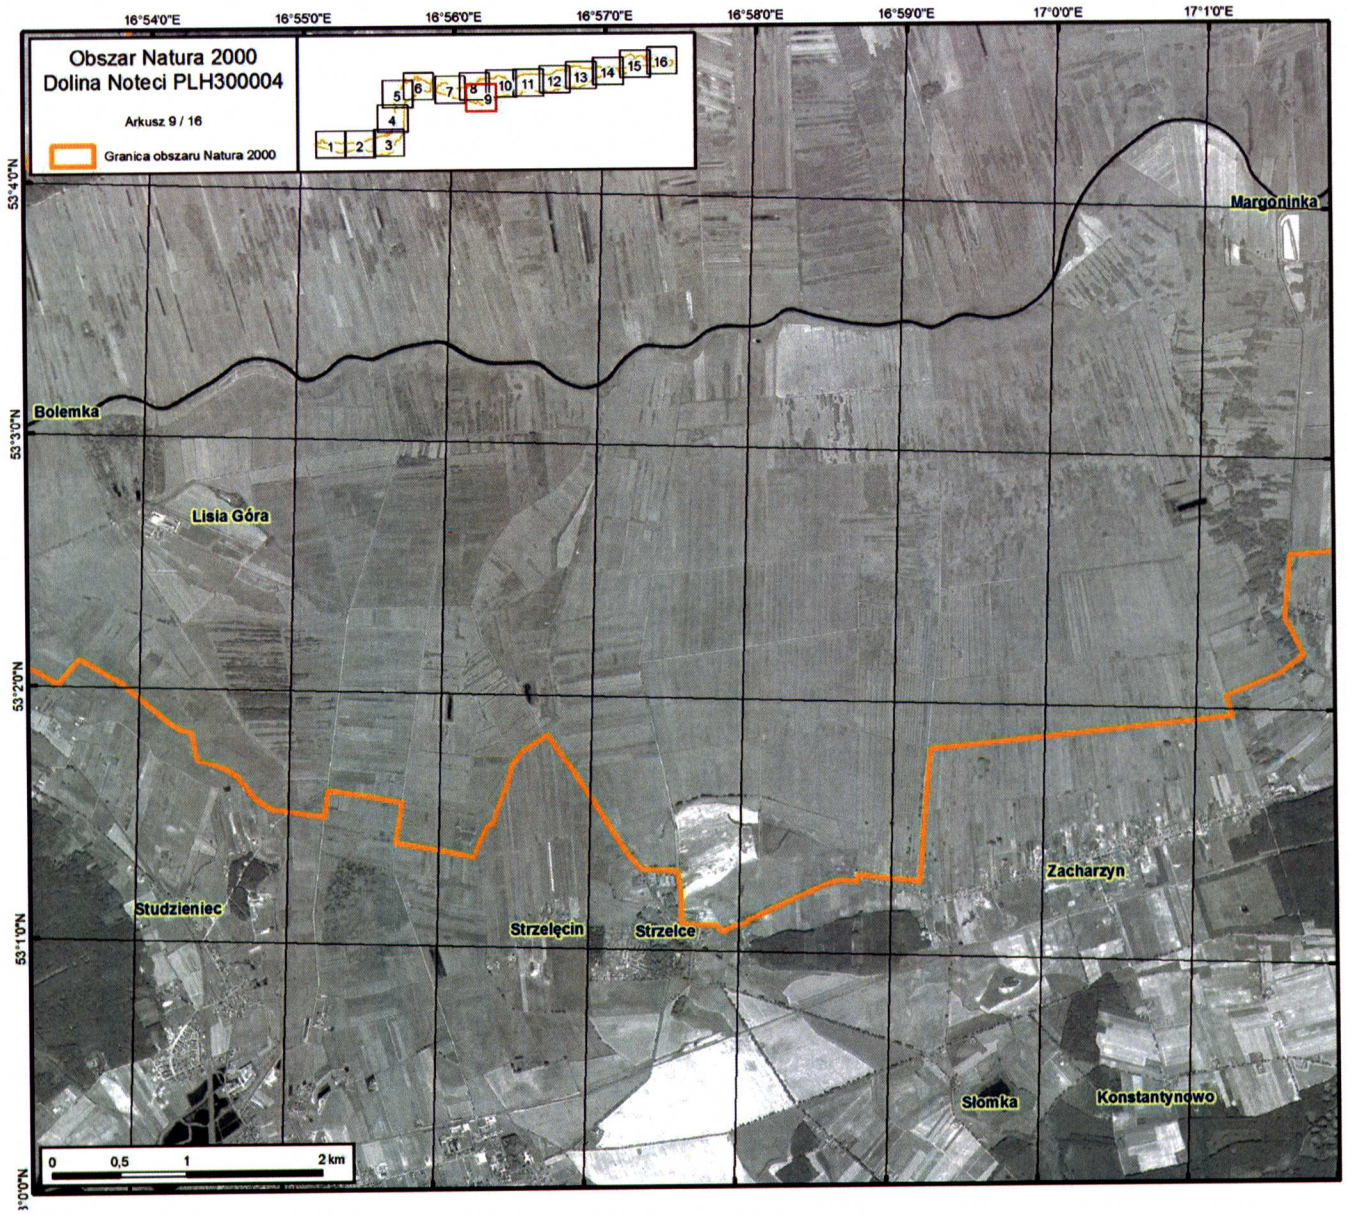 16°54'0"E 16°55'0"E 16°56'0"E 16°57'0"E 16°58'0"E 16°59'0"E 17°0'0"E 17°1'0"E
Obszar Natura 2000
Dolina Noteci PLH300004
Arkusz 9 / 16
Granica obszaru Natura 2000
1 2 3 4 5 6 7 8 9 10 11 12 13 14 15 16
53°4'0"N
Margoninka
53°3'0"N
Bolemka
Lisia Góra
53°2'0"N
Zacharzyn
Studzieniec
Strzelęcin
Strzelce
53°1'0"N
Słomka
Konstantynowo
0 0,5 1 2 km
3°0'0"N